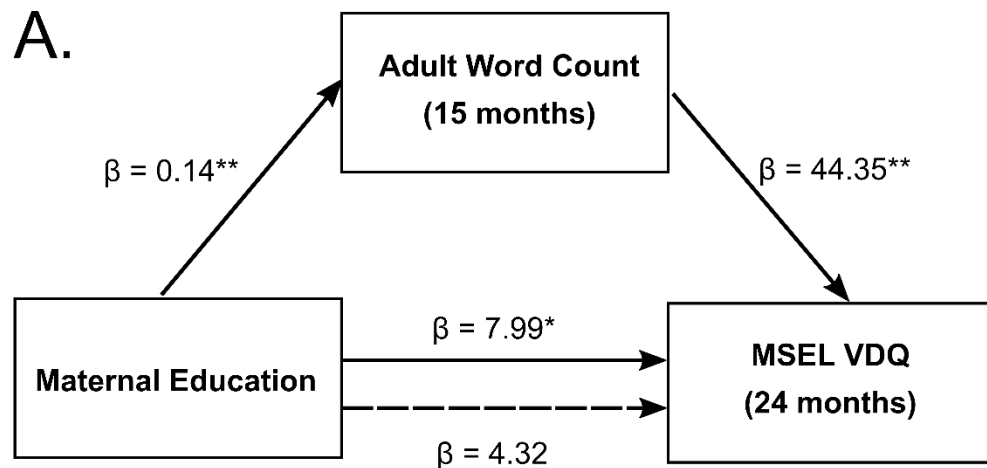 A.
Adult Word Count
(15 months)
β = 0.14**
β = 44.35**
Maternal Education
β = 7.99*
MSEL VDQ
(24 months)
β = 4.32